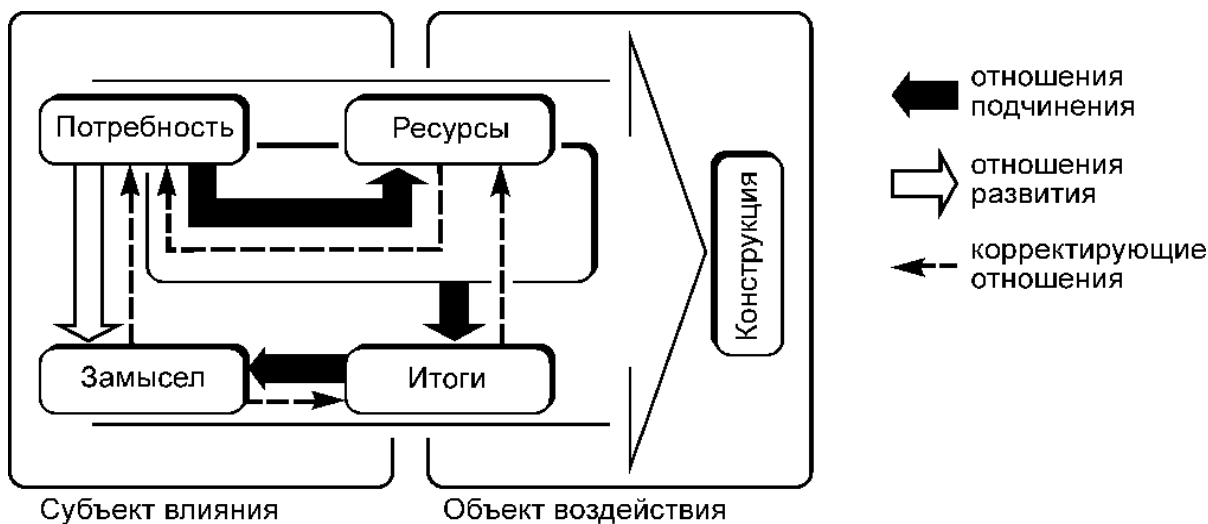 Потребность
Ресурсы
Замысел
Итоги
Конструкция
Субъект влияния
Объект воздействия
отношения
подчинения
отношения
развития
корректирующие
отношения